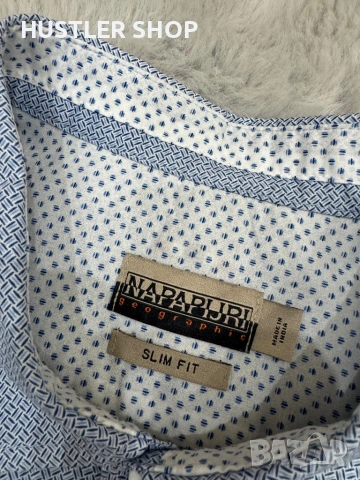 HUSTLER SHOP
NAPAPIJRI
geographic
MADE IN
INDIA
SLIM FIT
BAZAR